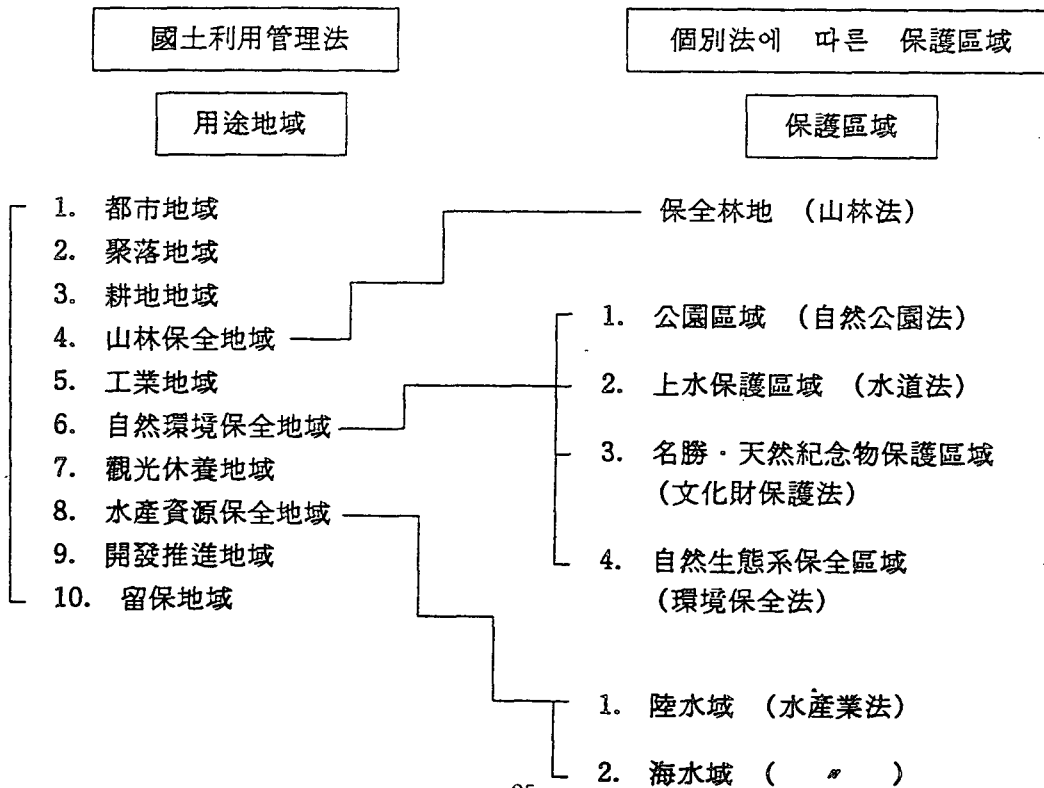 國土利用管理法
用途地域
1. 都市地域
2. 聚落地域
3. 耕地地域
4. 山林保全地域
5. 工業地域
6. 自然環境保全地域
7. 觀光休養地域
8. 水產資源保全地域
9. 開發推進地域
10. 留保地域
個別法에 따른 保護區域
保護區域
保全林地 (山林法)
1. 公園區域 (自然公園法)
2. 上水保護區域 (水道法)
3. 名勝・天然紀念物保護區域
(文化財保護法)
4. 自然生態系保全區域
(環境保全法)
1. 陸水域 (水產業法)
2. 海水域 ( 〃 )